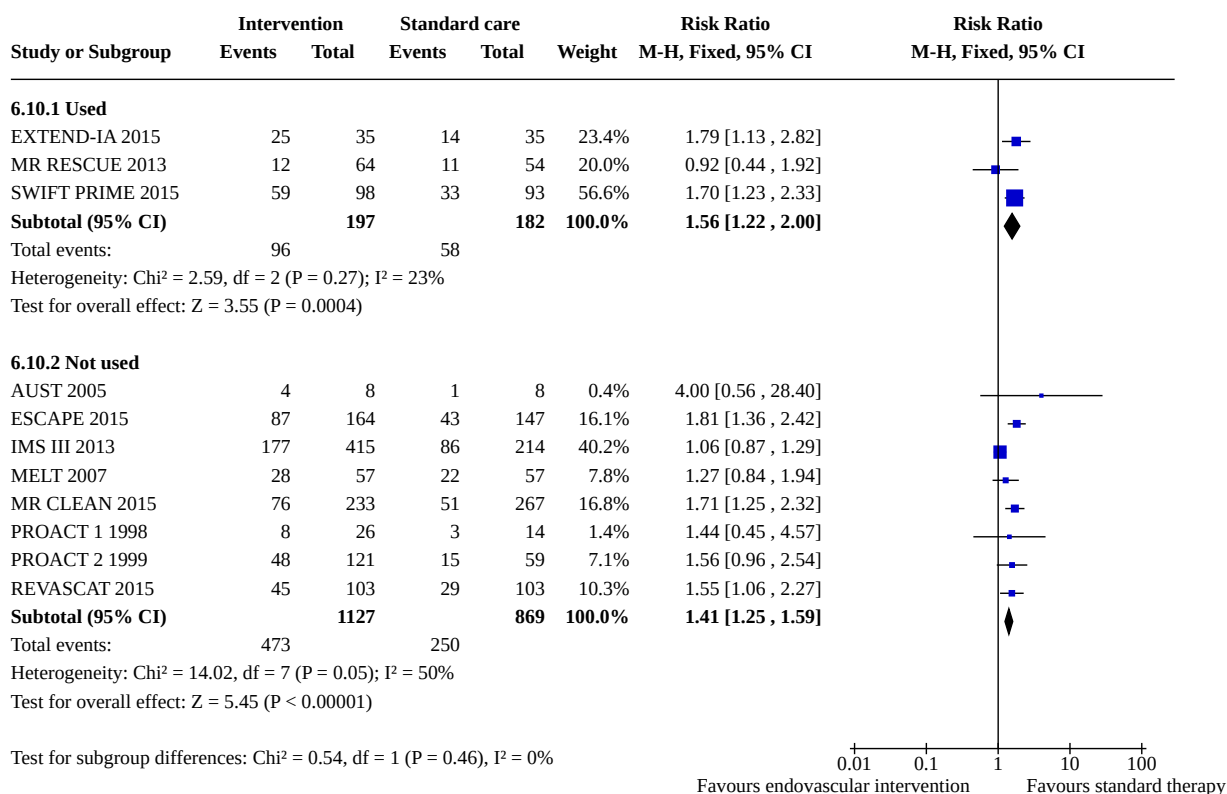 Intervention Standard care Risk Ratio Risk Ratio
Study or Subgroup Events Total Events Total Weight M-H, Fixed, 95% CI M-H, Fixed, 95% CI
6.10.1 Used
EXTEND-IA 2015 25 35 14 35 23.4% 1.79 [1.13 , 2.82]
MR RESCUE 2013 12 64 11 54 20.0% 0.92 [0.44 , 1.92]
SWIFT PRIME 2015 59 98 33 93 56.6% 1.70 [1.23 , 2.33]
Subtotal (95% CI) 197 182 100.0% 1.56 [1.22 , 2.00]
Total events: 96 58
Heterogeneity: Chi² = 2.59, df = 2 (P = 0.27); I² = 23%
Test for overall effect: Z = 3.55 (P = 0.0004)
6.10.2 Not used
AUST 2005 4 8 1 8 0.4% 4.00 [0.56 , 28.40]
ESCAPE 2015 87 164 43 147 16.1% 1.81 [1.36 , 2.42]
IMS III 2013 177 415 86 214 40.2% 1.06 [0.87 , 1.29]
MELT 2007 28 57 22 57 7.8% 1.27 [0.84 , 1.94]
MR CLEAN 2015 76 233 51 267 16.8% 1.71 [1.25 , 2.32]
PROACT 1 1998 8 26 3 14 1.4% 1.44 [0.45 , 4.57]
PROACT 2 1999 48 121 15 59 7.1% 1.56 [0.96 , 2.54]
REVASCAT 2015 45 103 29 103 10.3% 1.55 [1.06 , 2.27]
Subtotal (95% CI) 1127 869 100.0% 1.41 [1.25 , 1.59]
Total events: 473 250
Heterogeneity: Chi² = 14.02, df = 7 (P = 0.05); I² = 50%
Test for overall effect: Z = 5.45 (P < 0.00001)
Test for subgroup differences: Chi² = 0.54, df = 1 (P = 0.46), I² = 0%
0.01 0.1 1 10 100
Favours endovascular intervention Favours standard therapy